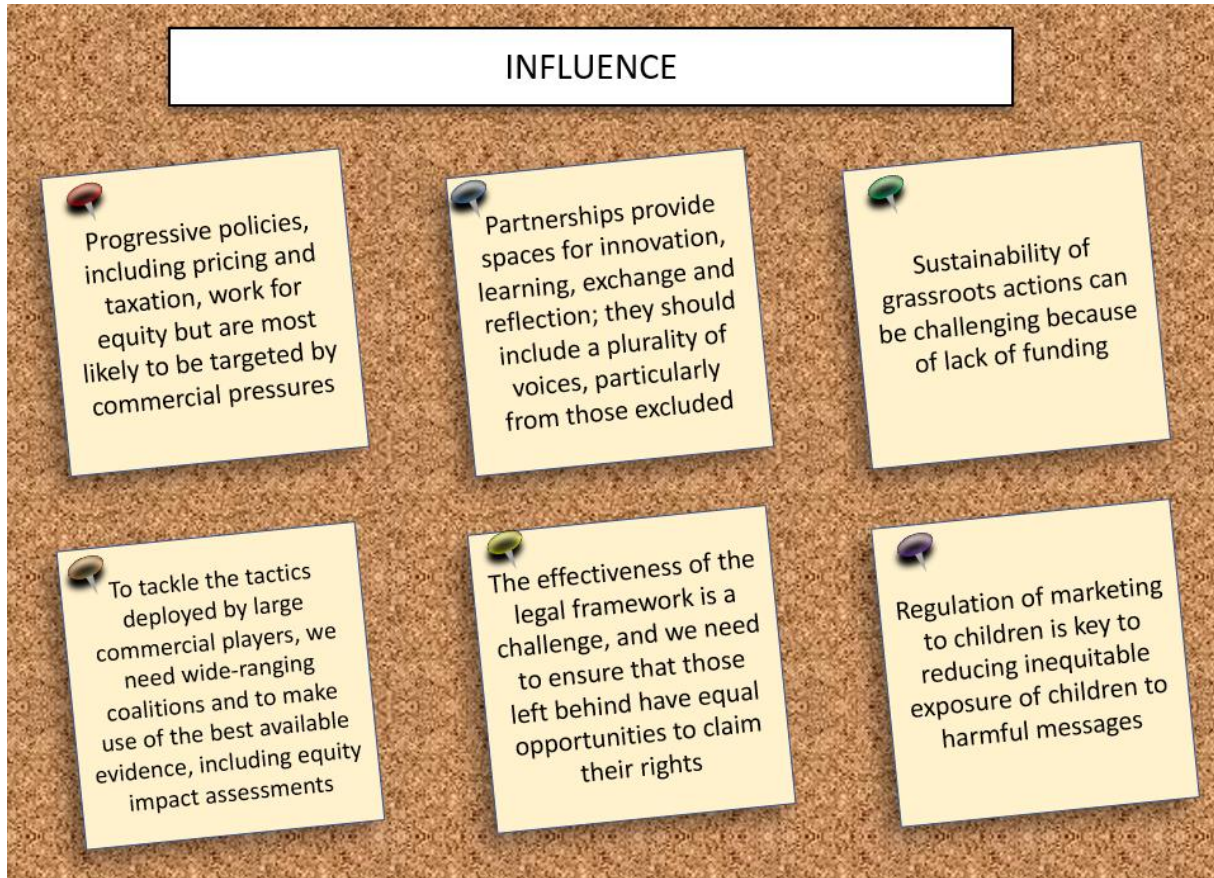 INFLUENCE
Progressive policies,
including pricing and
taxation, work for
equity but are most
likely to be targeted by
commercial pressures
Partnerships provide
spaces for innovation,
learning, exchange and
reflection; they should
include a plurality of
voices, particularly
from those excluded
Sustainability of
grassroots actions can
be challenging because
of lack of funding
To tackle the tactics
deployed by large
commercial players, we
need wide-ranging
coalitions and to make
use of the best available
evidence, including equity
impact assessments
The effectiveness of the
legal framework is a
challenge, and we need
to ensure that those
left behind have equal
opportunities to claim
their rights
Regulation of marketing
to children is key to
reducing inequitable
exposure of children to
harmful messages